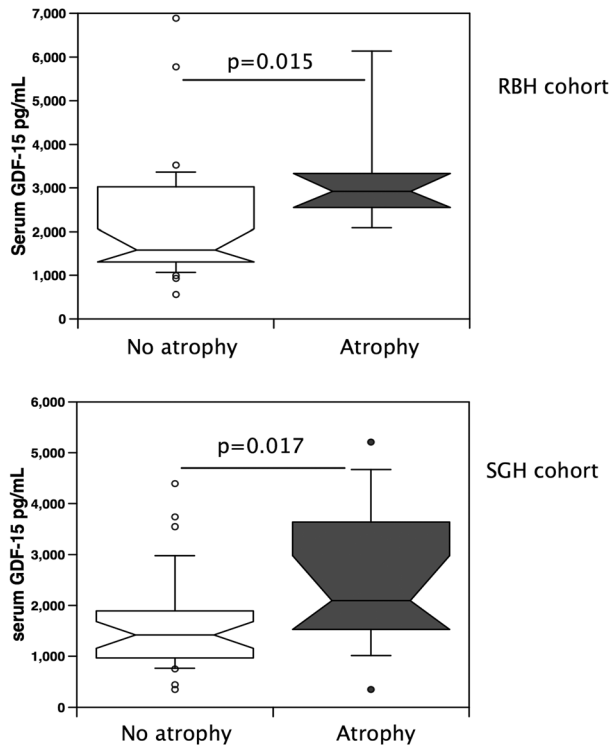 7,000
6,000
5,000
4,000
3,000
2,000
1,000
0
Serum GDF-15 pg/mL
p=0.015
RBH cohort
No atrophy
Atrophy
6,000
5,000
4,000
3,000
2,000
1,000
0
serum GDF-15 pg/mL
p=0.017
SGH cohort
No atrophy
Atrophy